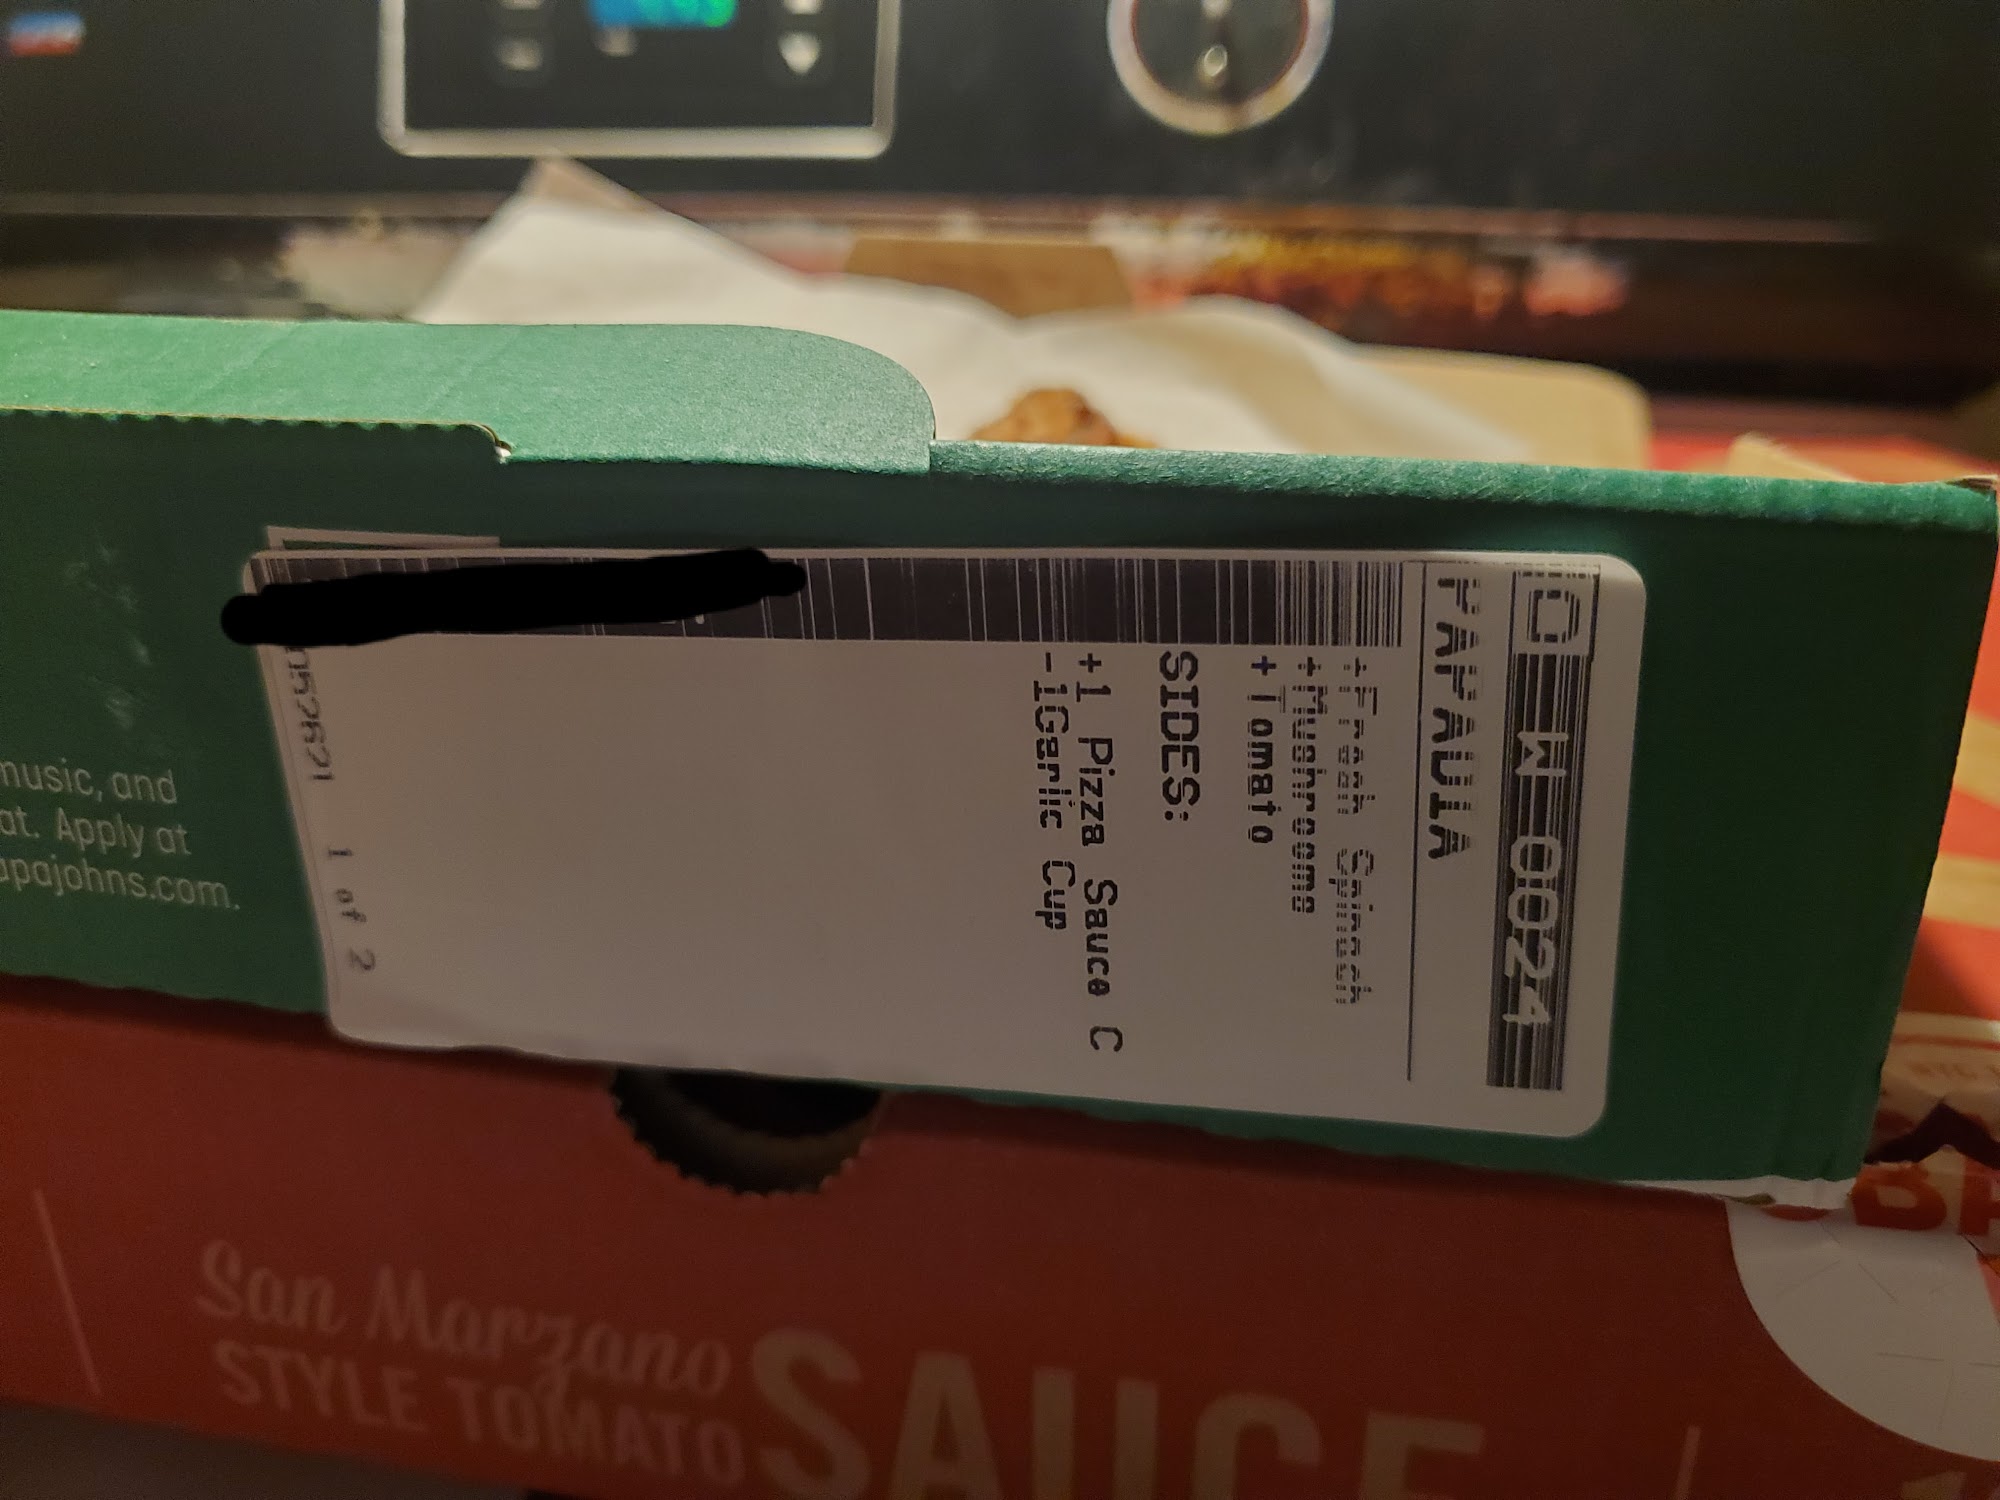 D W-0024
PAPADIA
+Fresh Spinach
+Mushrooms
+Tomato
SIDES:
+1 Pizza Sauce C
-1Garlic Cup
1 of 2
music, and
at. Apply at
apajohns.com.
San Marzano
STYLE TOMATO
SAUCE